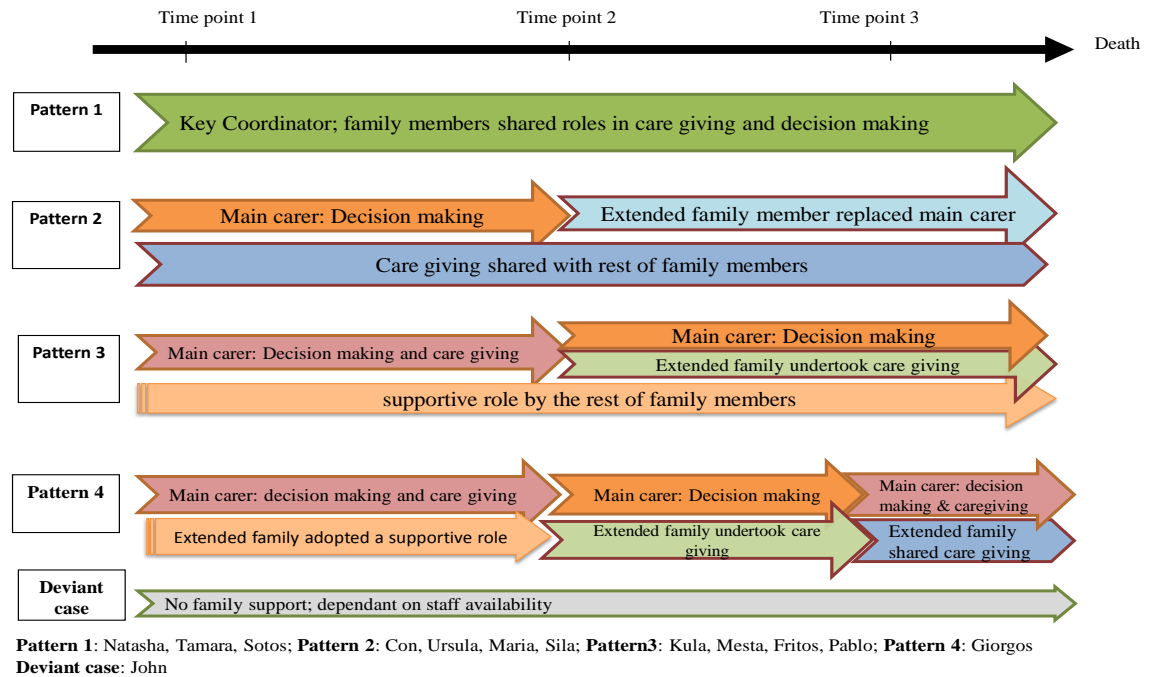 Time point 1
Time point 2
Time point 3
Death
Pattern 1
Key Coordinator; family members shared roles in care giving and decision making
Pattern 2
Main carer: Decision making
Extended family member replaced main carer
Care giving shared with rest of family members
Pattern 3
Main carer: Decision making and care giving
Main carer: Decision making
Extended family undertook care giving
supportive role by the rest of family members
Pattern 4
Main carer: decision making and care giving
Main carer: Decision making
Main carer: decision
making & caregiving
Extended family adopted a supportive role
Extended family undertook care
giving
Extended family
shared care giving
Deviant
case
No family support; dependant on staff availability
Pattern 1: Natasha, Tamara, Sotos; Pattern 2: Con, Ursula, Maria, Sila; Pattern3: Kula, Mesta, Fritos, Pablo; Pattern 4: Giorgos
Deviant case: John